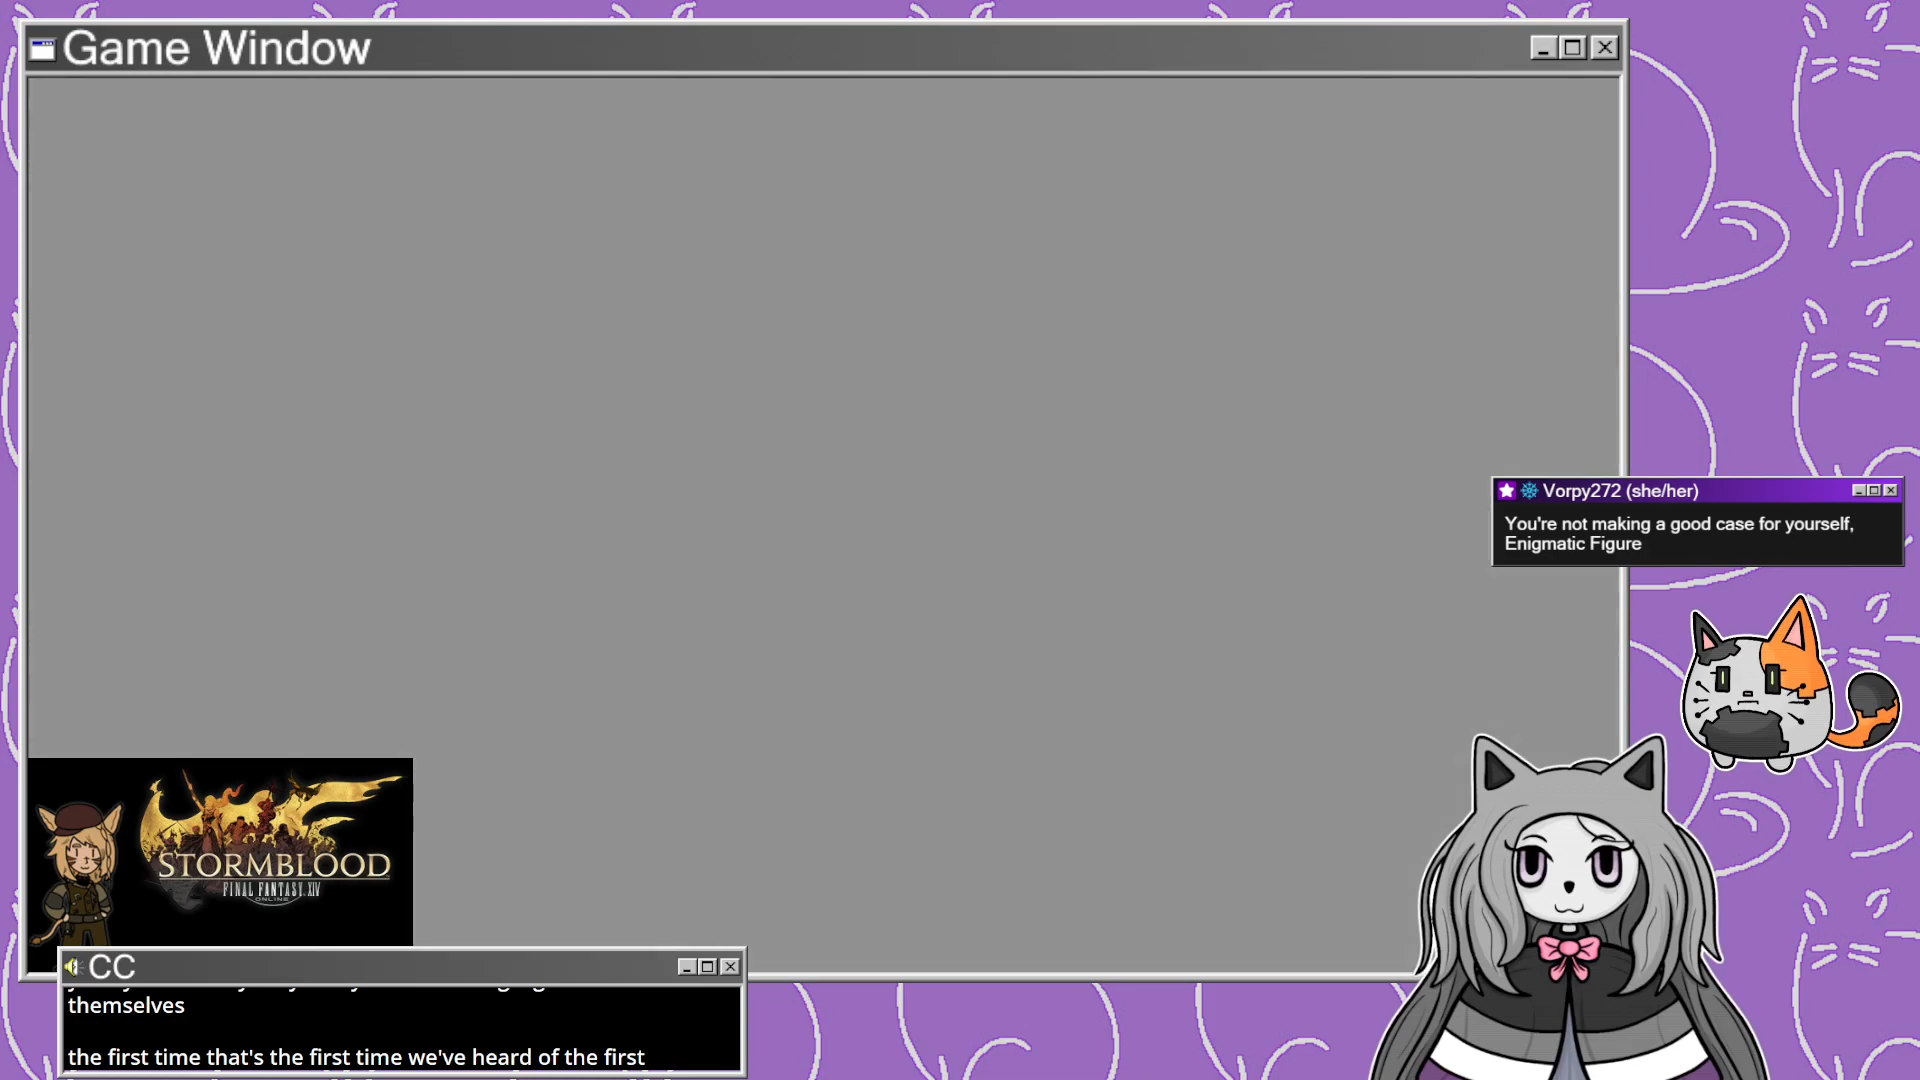 Game Window
Vorpy272 (she/her)
You're not making a good case for yourself,
Enigmatic Figure
STORMBLOOD
FINAL FANTASY XIV
ONLINE
CC
themselves
the first time that's the first time we've heard of the first